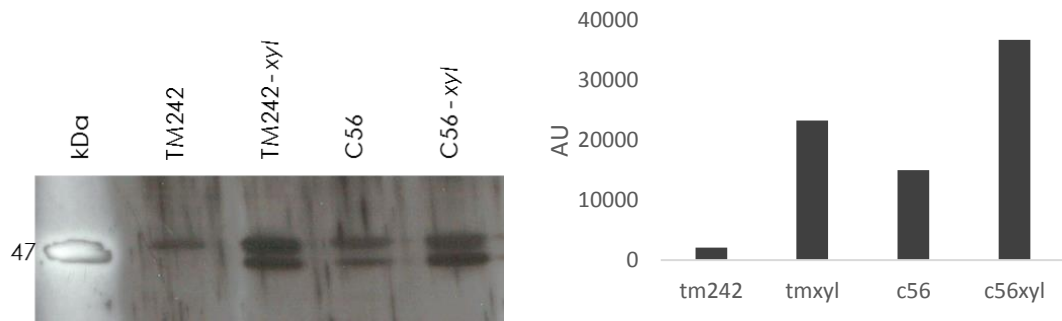 kDa
TM242
TM242-xyl
C56
C56-xyl
47
40000
30000
20000
10000
0
AU
tm242
tmxyl
c56
c56xyl